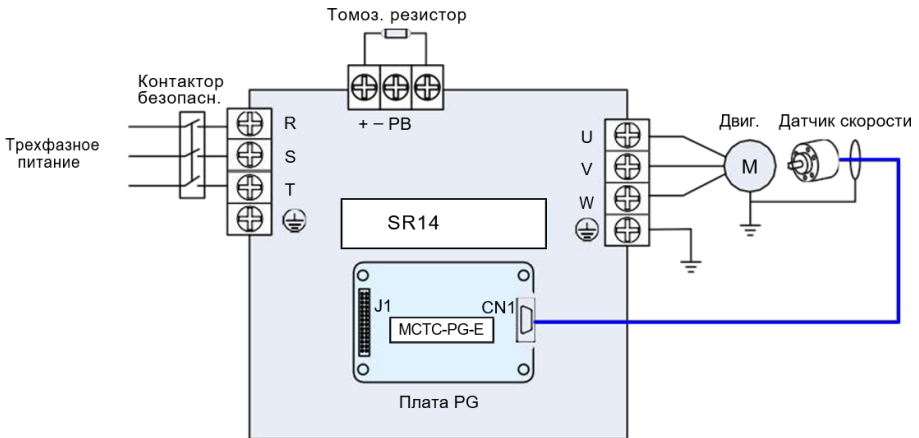 Томоз. резистор
Контактор
безопасн.
+ – PB
Трехфазное
питание
R
S
T
U
V
W
Двиг.
Датчик скорости
M
SR14
J1
CN1
MCTC-PG-E
Плата PG